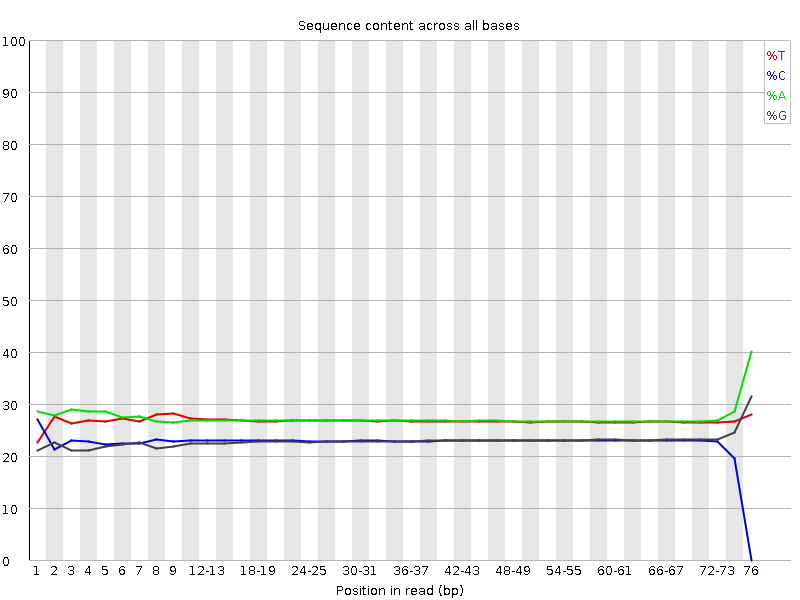 Sequence content across all bases
100
90
80
70
60
50
40
30
20
10
0
%T
%C
%A
%G
1 2 3 4 5 6 7 8 9 12-13 18-19 24-25 30-31 36-37 42-43 48-49 54-55 60-61 66-67 72-73 76
Position in read (bp)